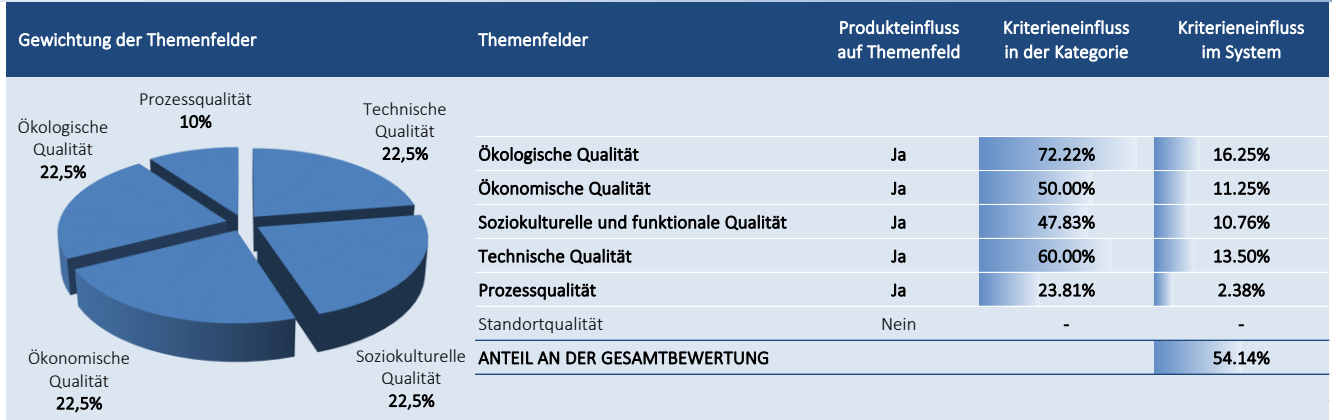 Gewichtung der Themenfelder
Prozessqualität
10%
Technische
Qualität
22,5%
Ökologische
Qualität
22,5%
Ökonomische
Qualität
22,5%
Soziokulturelle
Qualität
22,5%
Themenfelder Produkteinfluss auf Themenfeld Kriterieneinfluss in der Kategorie Kriterieneinfluss im System
Ökologische Qualität Ja 72.22% 16.25%
Ökonomische Qualität Ja 50.00% 11.25%
Soziokulturelle und funktionale Qualität Ja 47.83% 10.76%
Technische Qualität Ja 60.00% 13.50%
Prozessqualität Ja 23.81% 2.38%
Standortqualität Nein - -
ANTEIL AN DER GESAMTBEWERTUNG 54.14%